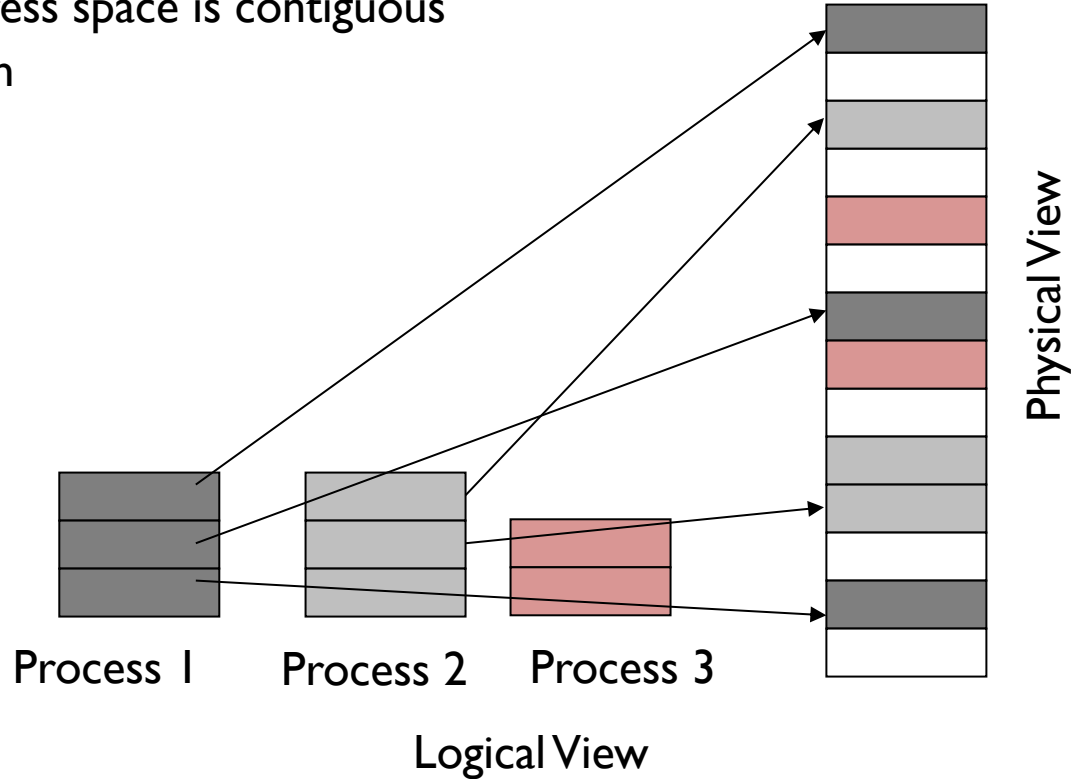 ess space is contiguous
Process 1
Process 2
Process 3
Logical View
Physical View